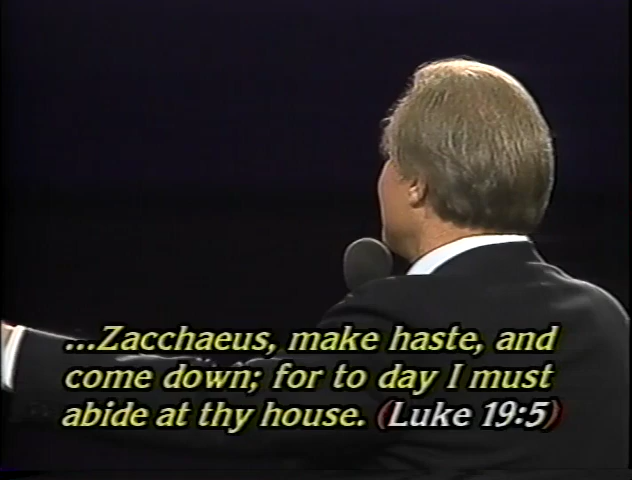 ...Zacchaeus, make haste, and
come down; for to day I must
abide at thy house. (Luke 19:5)